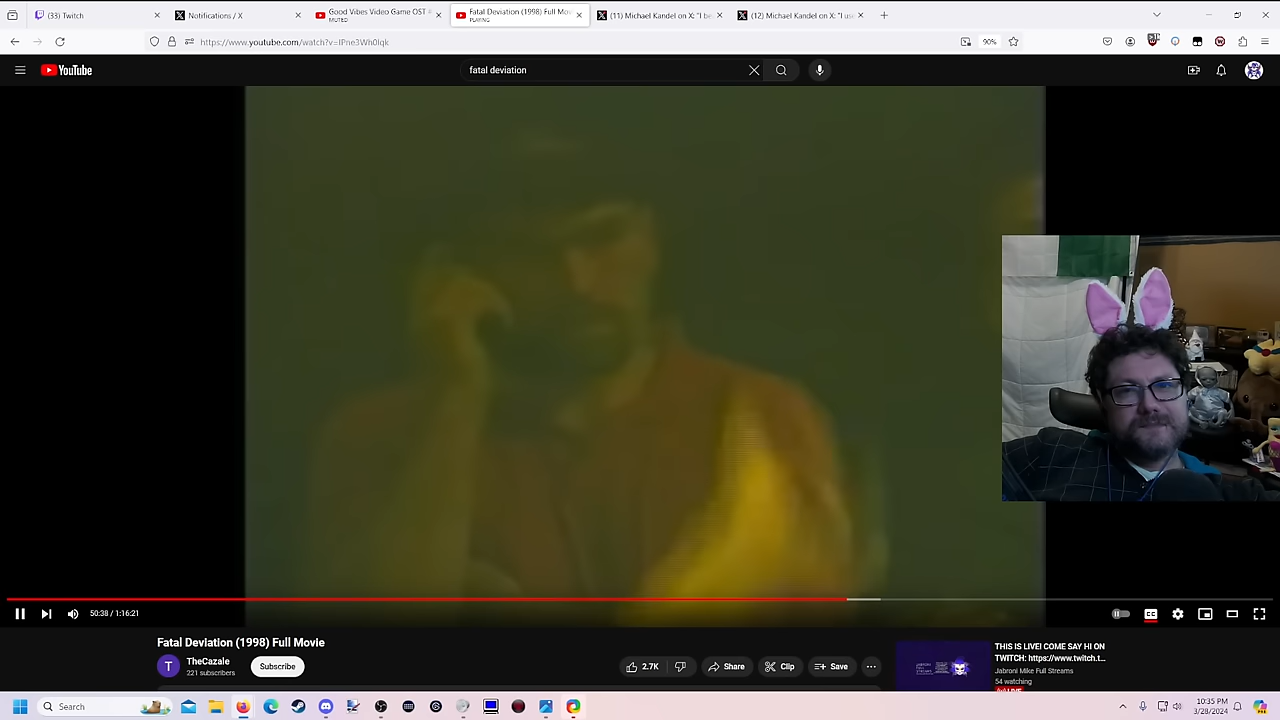 (33) Twitch
Notifications / X
Good Vibes Video Game OST
MUTED
Fatal Deviation (1998) Full Mov
PLAYING
(11) Michael Kandel on X: "I be
(12) Michael Kandel on X: "I use
https://www.youtube.com/watch?v=IPne3Wh0lqk
90%
YouTube
fatal deviation
50:38 / 1:16:21
CC
Fatal Deviation (1998) Full Movie
T
TheCazale
221 subscribers
Subscribe
2.7K
Share
Clip
Save
THIS IS LIVE! COME SAY HI ON
TWITCH: https://www.twitch.t...
Jabroni Mike Full Streams
54 watching
Search
10:35 PM
3/28/2024